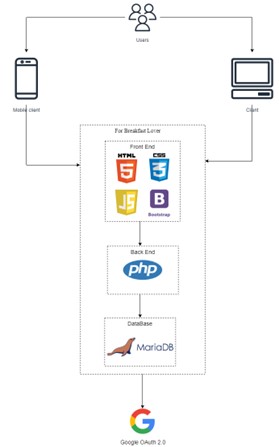 Users
Mobile client
Client
For Breakfast Lover
Front End
HTML
5
CSS
3
JS
B
Bootstrap
Back End
php
DataBase
MariaDB
Google OAuth 2.0